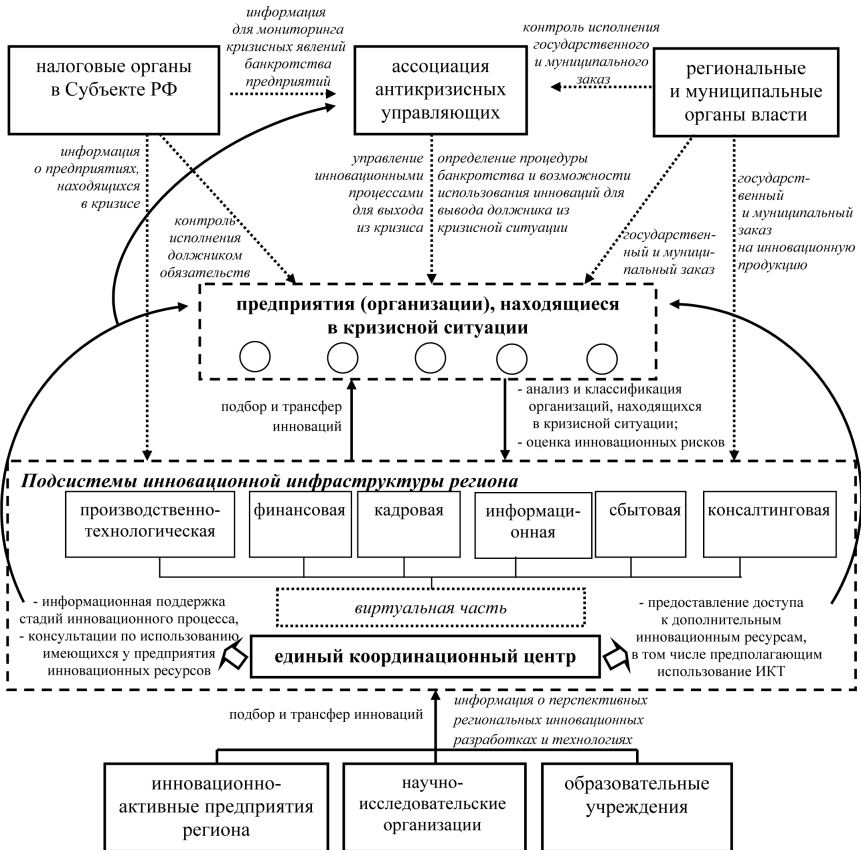 информация
для мониторинга
кризисных явлений
банкротства
предприятий
контроль исполнения
государственного
и муниципального
заказ
налоговые органы
в Субъекте РФ
ассоциация
антикризисных
управляющих
региональные
и муниципальные
органы власти
информация
о предприятиях,
находящихся
в кризисе
контроль
исполнения
должником
обязательств
управление
инновационными
процессами
для выхода
из кризиса
определение процедуры
банкротства и возможности
использования инноваций для
вывода должника из
кризисной ситуации
государствен-
ный и муници-
пальный заказ
государст-
венный
и муниципальный
заказ
на инновационную
продукцию
предприятия (организации), находящиеся
в кризисной ситуации
подбор и трансфер
инноваций
- анализ и классификация
организаций, находящихся
в кризисной ситуации;
- оценка инновационных рисков
Подсистемы инновационной инфраструктуры региона
производственно-
технологическая
финансовая
кадровая
информаци-
онная
сбытовая
консалтинговая
виртуальная часть
- информационная поддержка
стадий инновационного процесса,
- консультации по использованию
имеющихся у предприятия
инновационных ресурсов
единый координационный центр
- предоставление доступа
к дополнительным
инновационным ресурсам,
в том числе предполагающим
использование ИКТ
подбор и трансфер инноваций
информация о перспективных
региональных инновационных
разработках и технологиях
инновационно-
активные предприятия
региона
научно-
исследовательские
организации
образовательные
учреждения